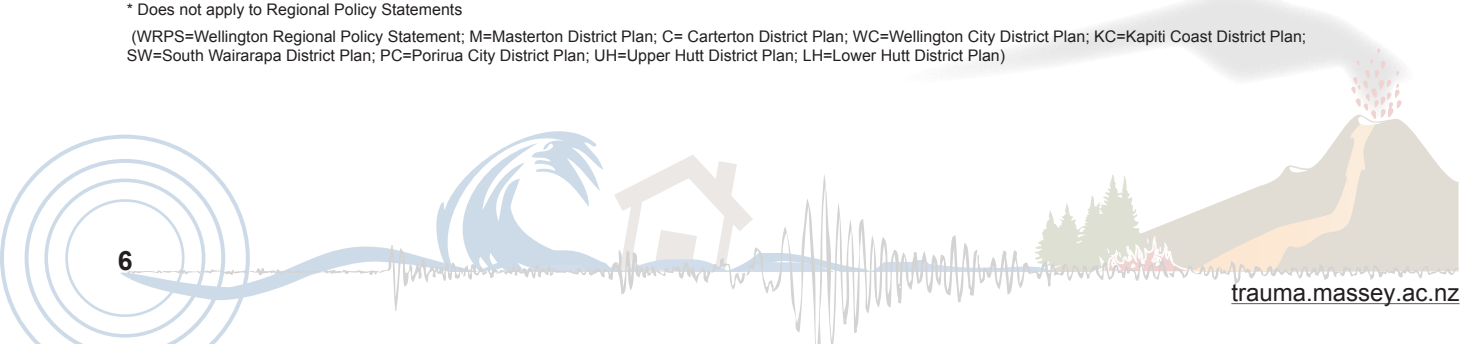 * Does not apply to Regional Policy Statements
(WRPS=Wellington Regional Policy Statement; M=Masterton District Plan; C= Carterton District Plan; WC=Wellington City District Plan; KC=Kapiti Coast District Plan;
SW=South Wairarapa District Plan; PC=Porirua City District Plan; UH=Upper Hutt District Plan; LH=Lower Hutt District Plan)
6
trauma.massey.ac.nz